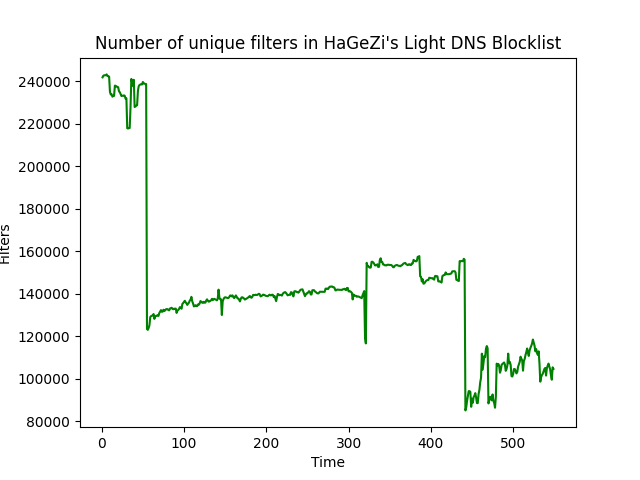 Number of unique filters in HaGeZi's Light DNS Blocklist
240000
220000
200000
180000
160000
140000
120000
100000
80000
Filters
0 100 200 300 400 500
Time